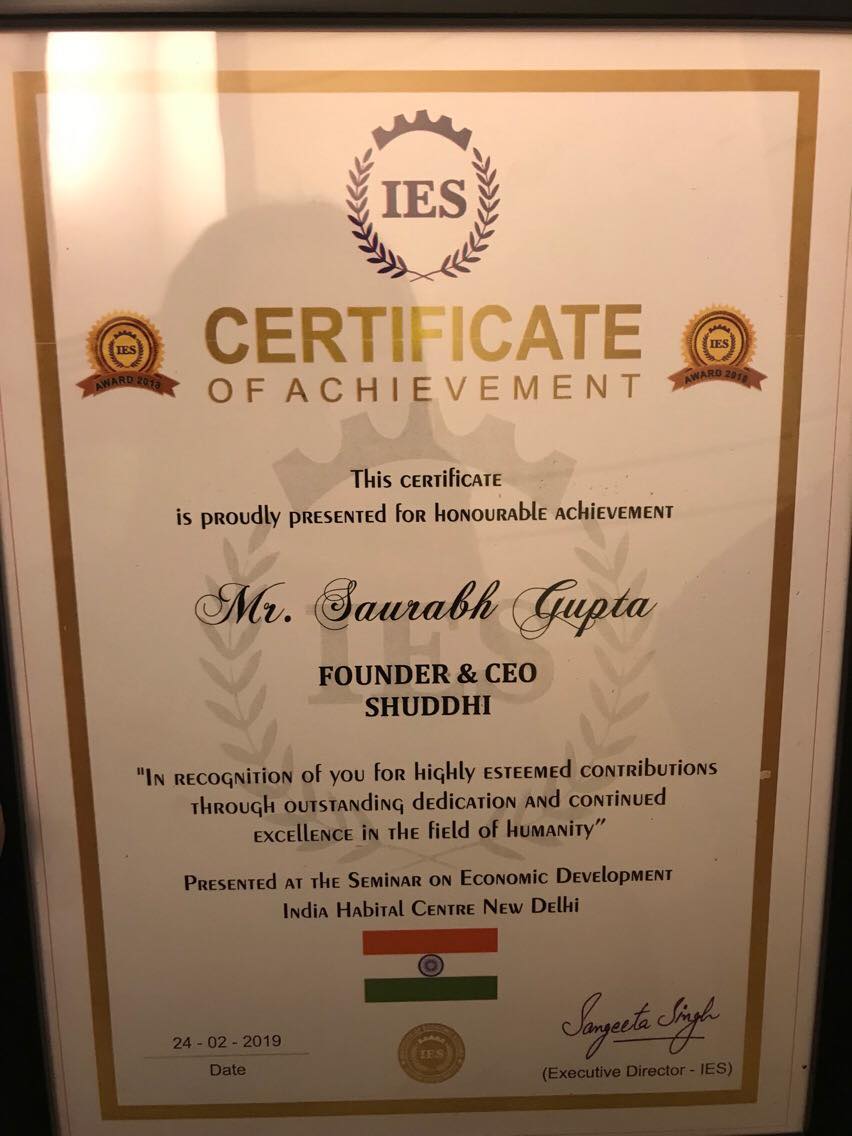 IES
CERTIFICATE
OF ACHIEVEMENT
IES
AWARD 2018
IES
AWARD 2018
This certificate
is proudly presented for honourable achievement
Mr. Saurabh Gupta
FOUNDER & CEO
SHUDDHI
"In recognition of you for highly esteemed contributions
through outstanding dedication and continued
excellence in the field of humanity”
Presented at the Seminar on Economic Development
India Habital Centre New Delhi
24 - 02 - 2019
Date
IES
Sangeeta Singh
(Executive Director - IES)
IES